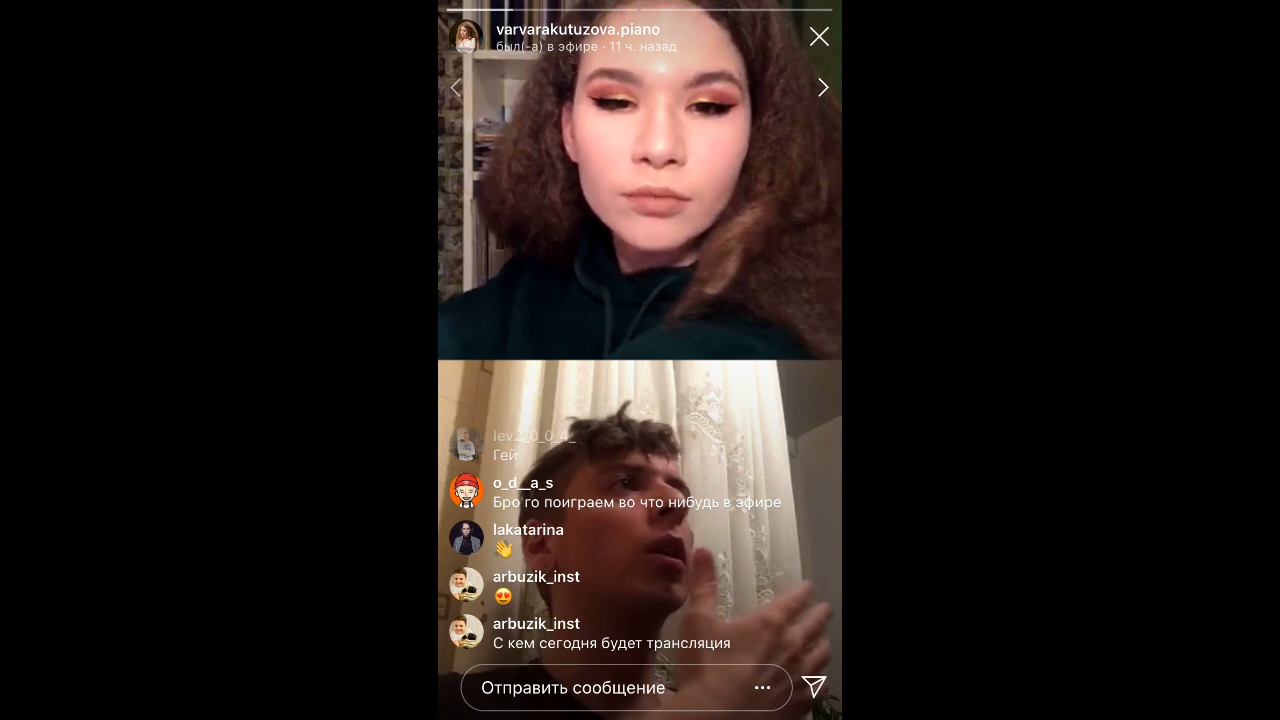 varvarakutuzova.piano
был(-а) в эфире · 11 ч. назад
lev2_0_0_4_
Гей
o_d__a_s
Бро го поиграем во что нибудь в эфире
lakatarina
👋
arbuzik_inst
😍
arbuzik_inst
С кем сегодня будет трансляция
Отправить сообщение